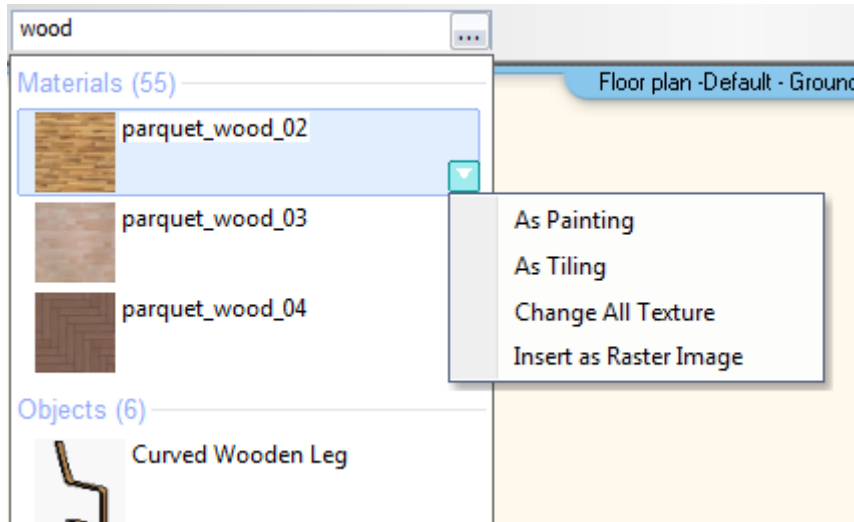 wood
...
Floor plan -Default - Ground
Materials (55)
parquet_wood_02
parquet_wood_03
parquet_wood_04
As Painting
As Tiling
Change All Texture
Insert as Raster Image
Objects (6)
Curved Wooden Leg